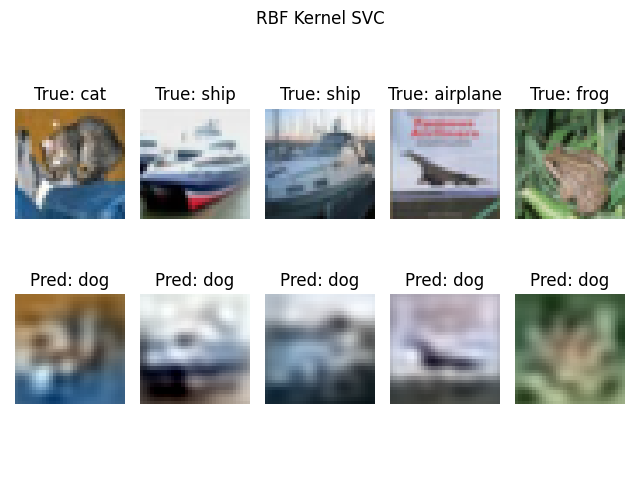 RBF Kernel SVC
True: cat
True: ship
True: ship
True: airplane
True: frog
Pred: dog
Pred: dog
Pred: dog
Pred: dog
Pred: dog